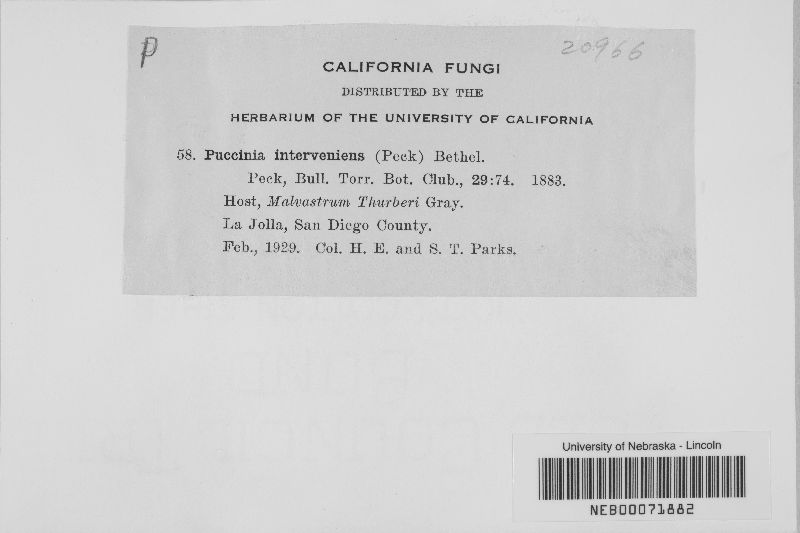 p
20966
CALIFORNIA FUNGI
DISTRIBUTED BY THE
HERBARIUM OF THE UNIVERSITY OF CALIFORNIA
58. Puccinia interveniens (Peck) Bethel.
Peck, Bull. Torr. Bot. Club., 29:74. 1883.
Host, Malvastrum Thurberi Gray.
La Jolla, San Diego County.
Feb., 1929. Col. H. E. and S. T. Parks.
University of Nebraska - Lincoln
NEB00071882